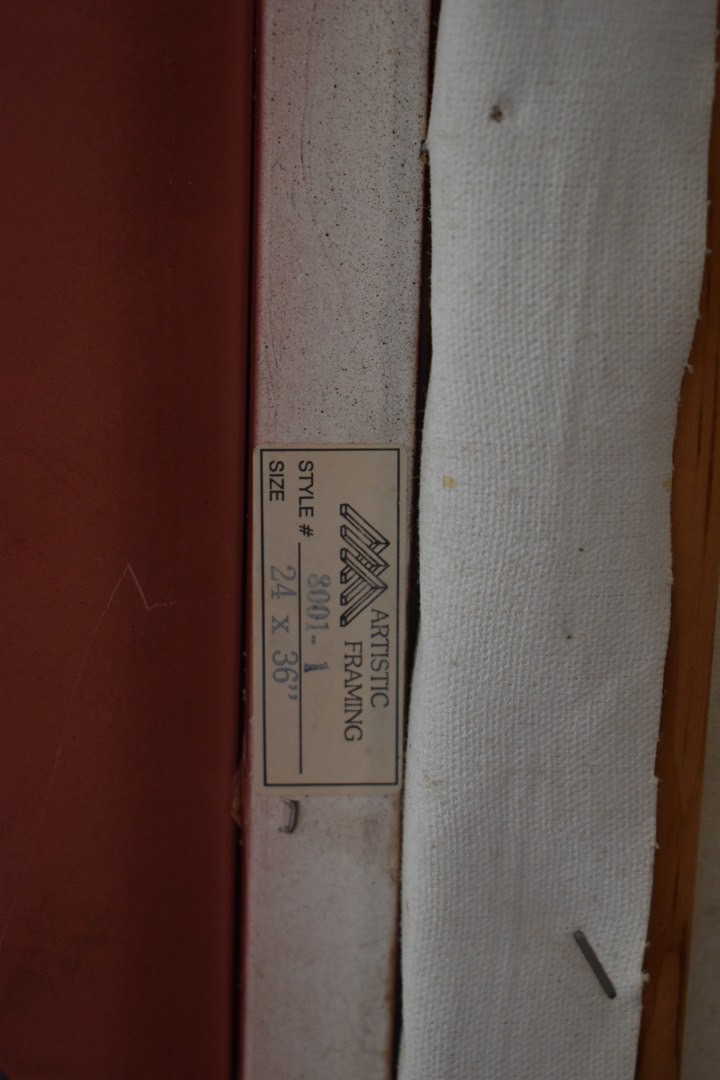 ARTISTIC
FRAMING
STYLE # 8001-1
SIZE 24 x 36”